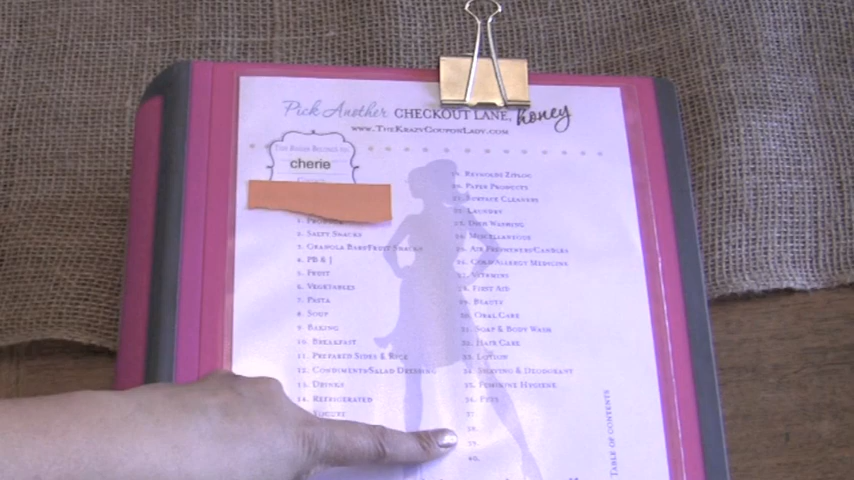 Pick Another CHECKOUT LANE, honey
www.TheKrazyCouponLady.com
cherie
2. Salty Snacks
3. Granola Bars/Fruit Snacks
4. PB & J
5. Fruit
6. Vegetables
7. Pasta
8. Soup
9. Baking
10. Breakfast
11. Prepared Sides & Rice
12. Condiments/Salad Dressing
13. Drinks
14. Refrigerated
Yogurt
19. Reynolds/Ziploc
20. Paper Products
21. Surface Cleaners
22. Laundry
23. Dish Washing
24. Miscellaneous
25. Air Fresheners/Candles
26. Cold/Allergy Medicine
27. Vitamins
28. First Aid
29. Beauty
30. Oral Care
31. Soap & Body Wash
32. Hair Care
33. Lotion
34. Shaving & Deodorant
35. Feminine Hygiene
36. Pets
37.
38.
39.
40.
Table of Contents